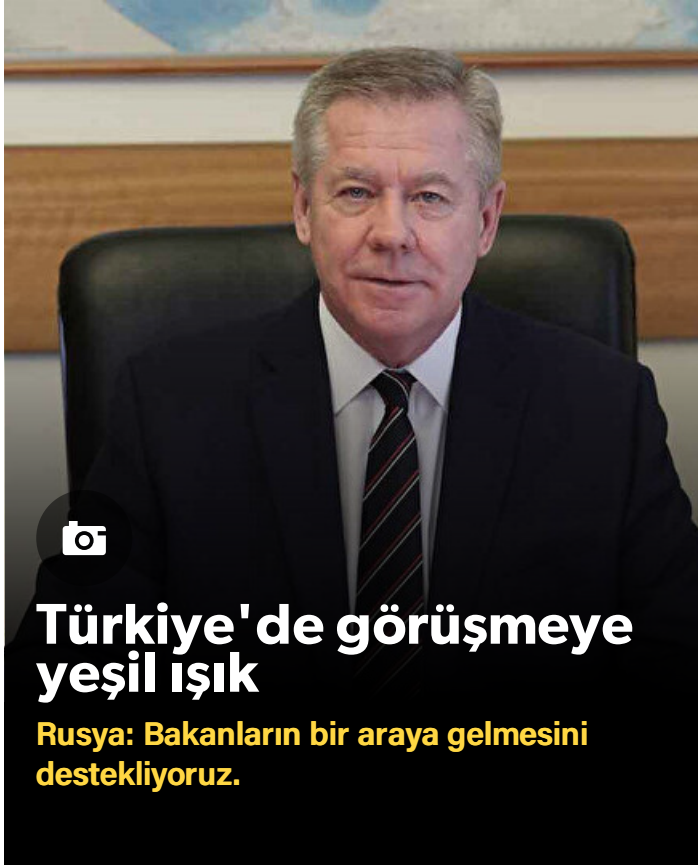 Türkiye'de görüşmeye
yeşil ışık
Rusya: Bakanların bir araya gelmesini
destekliyoruz.